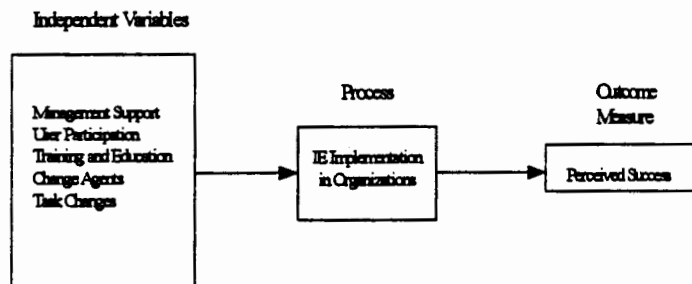 Independent Variables
Management Support
User Participation
Training and Education
Change Agents
Task Changes
Process
IE Implementation
in Organizations
Outcome
Measure
Perceived Success